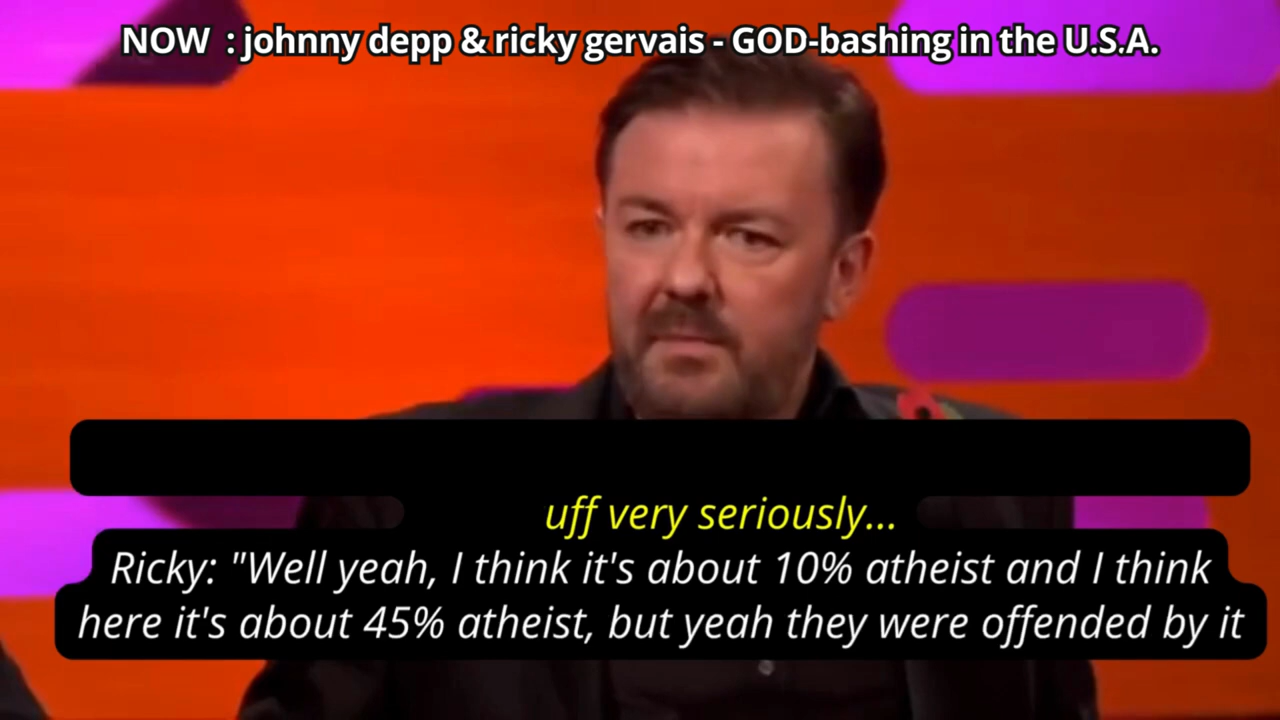 NOW : johnny depp & ricky gervais - GOD-bashing in the U.S.A.
uff very seriously...
Ricky: "Well yeah, I think it's about 10% atheist and I think
here it's about 45% atheist, but yeah they were offended by it